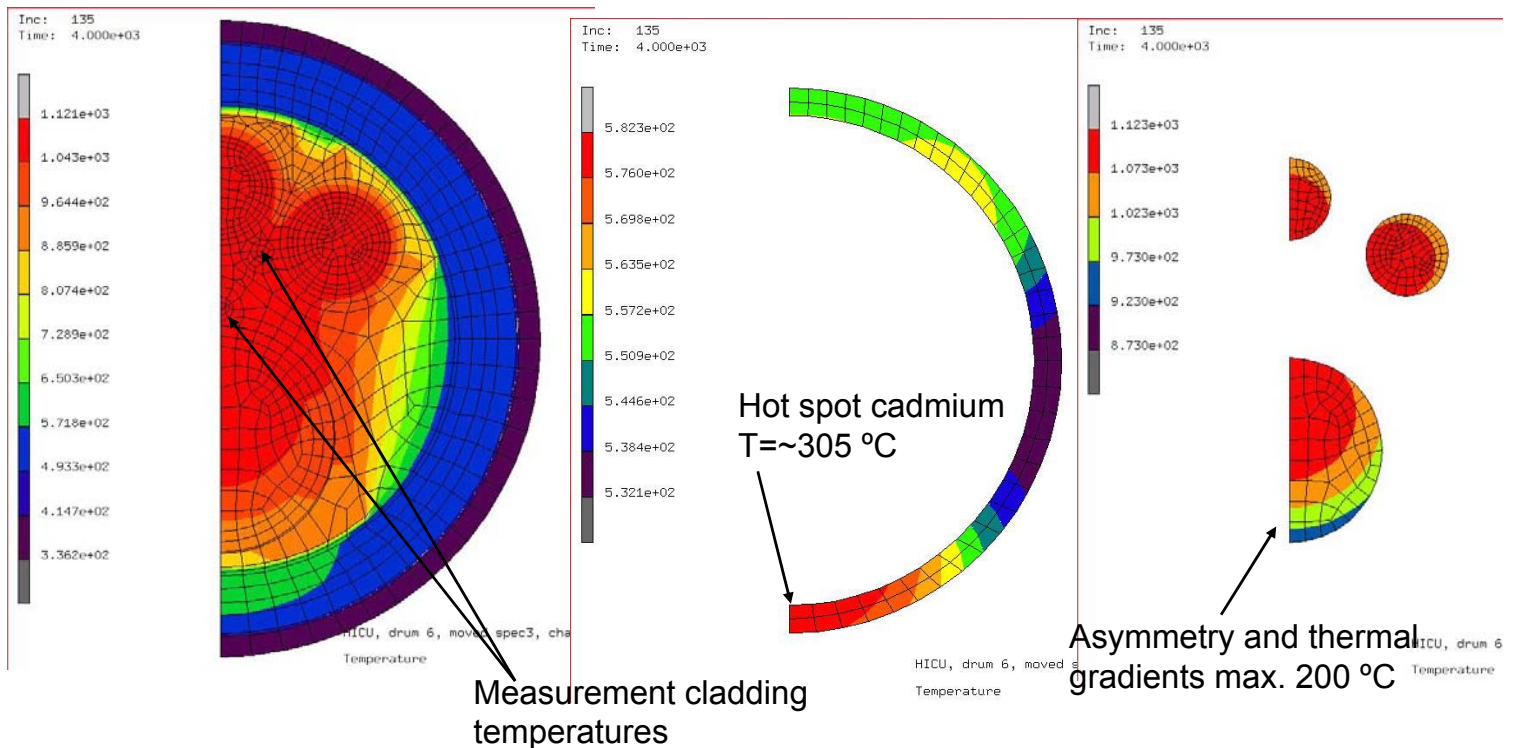 Inc: 135
Time: 4.000e+03
1.121e+03
1.043e+03
9.644e+02
8.859e+02
8.074e+02
7.289e+02
6.503e+02
5.718e+02
4.933e+02
4.147e+02
3.362e+02
HICU, drum 6, moved spec3, cha
Temperature
Measurement cladding
temperatures
Inc: 135
Time: 4.000e+03
5.823e+02
5.760e+02
5.698e+02
5.635e+02
5.572e+02
5.509e+02
5.446e+02
5.384e+02
5.321e+02
Hot spot cadmium
T=~305 ºC
HICU, drum 6, moved s
Temperature
Inc: 135
Time: 4.000e+03
1.123e+03
1.073e+03
1.023e+03
9.730e+02
9.230e+02
8.730e+02
Asymmetry and thermal
gradients max. 200 ºC
HICU, drum 6
Temperature